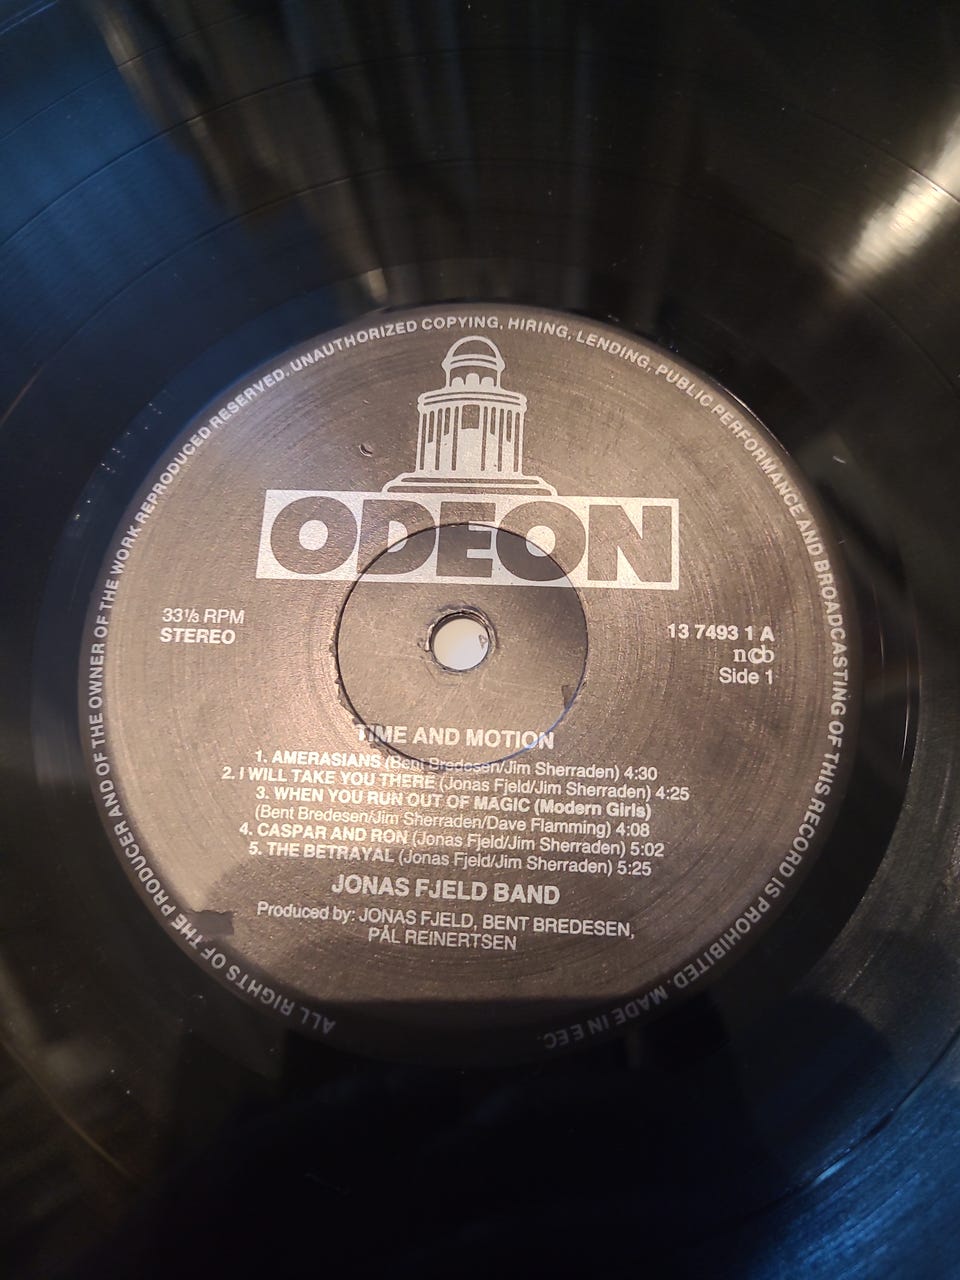 ALL RIGHTS OF THE PRODUCER AND OF THE OWNER OF THE WORK REPRODUCED RESERVED. UNAUTHORIZED COPYING, HIRING, LENDING, PUBLIC PERFORMANCE AND BROADCASTING OF THIS RECORD IS PROHIBITED. MADE IN EEC
ODEON
33⅓ RPM
STEREO
13 7493 1 A
ncb
Side 1
TIME AND MOTION
1. AMERASIANS (Bent Bredesen/Jim Sherraden) 4:30
2. I WILL TAKE YOU THERE (Jonas Fjeld/Jim Sherraden) 4:25
3. WHEN YOU RUN OUT OF MAGIC (Modern Girls)
(Bent Bredesen/Jim Sherraden/Dave Flamming) 4:08
4. CASPAR AND RON (Jonas Fjeld/Jim Sherraden) 5:02
5. THE BETRAYAL (Jonas Fjeld/Jim Sherraden) 5:25
JONAS FJELD BAND
Produced by: JONAS FJELD, BENT BREDESEN,
PÅL REINERTSEN